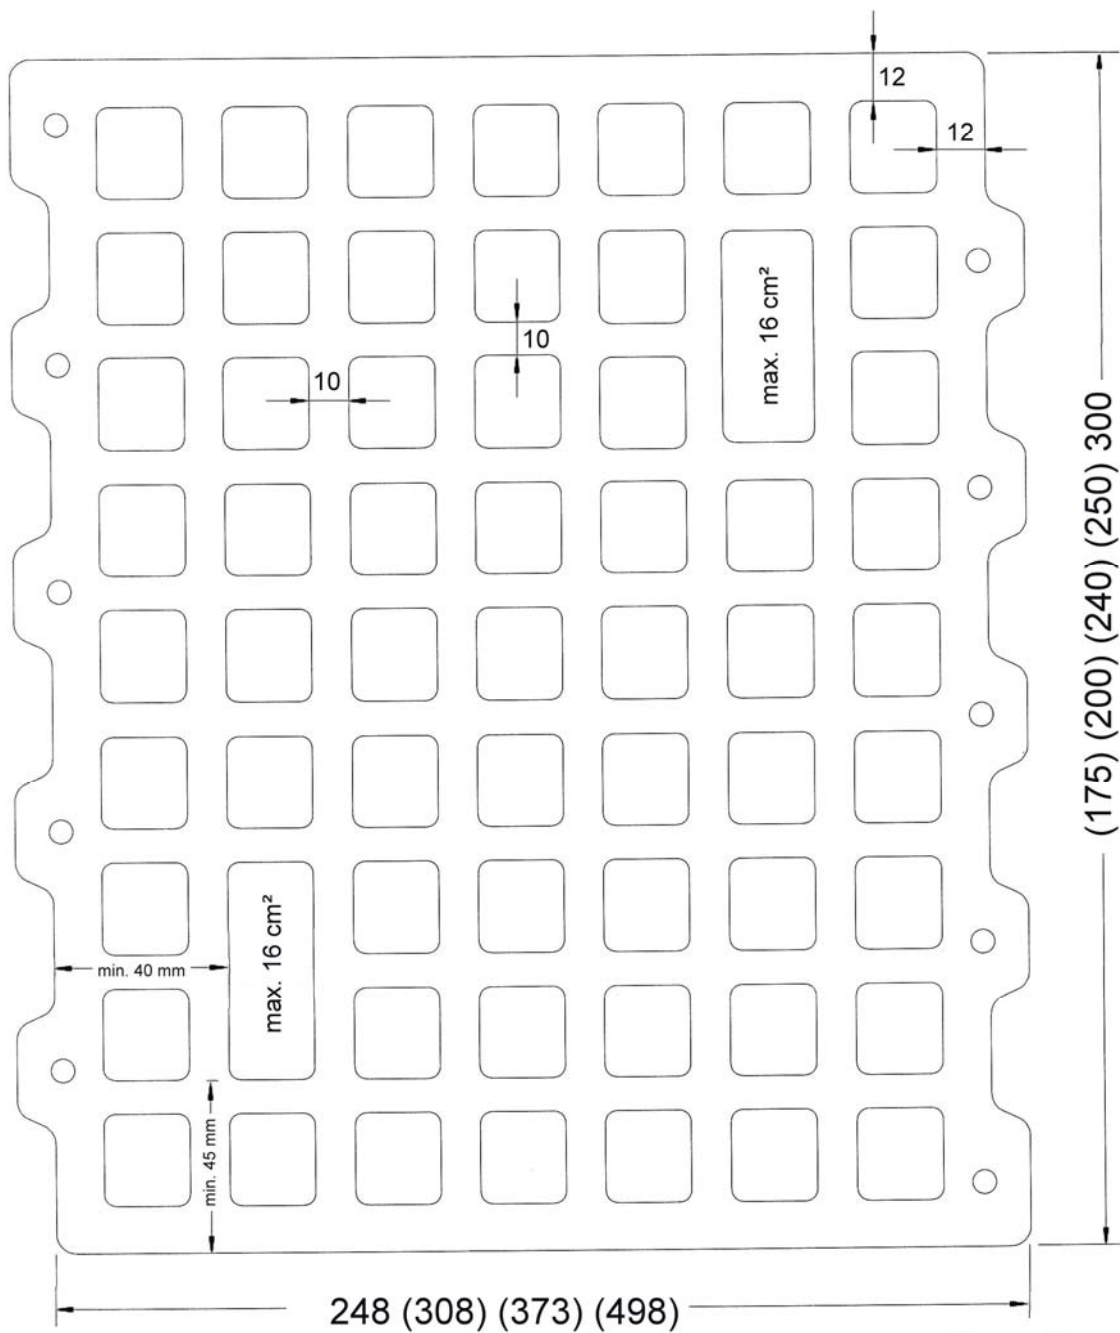 12
12
max. 16 cm²
10
10
(175) (200) (240) (250) 300
max. 16 cm²
min. 40 mm
min. 45 mm
248 (308) (373) (498)